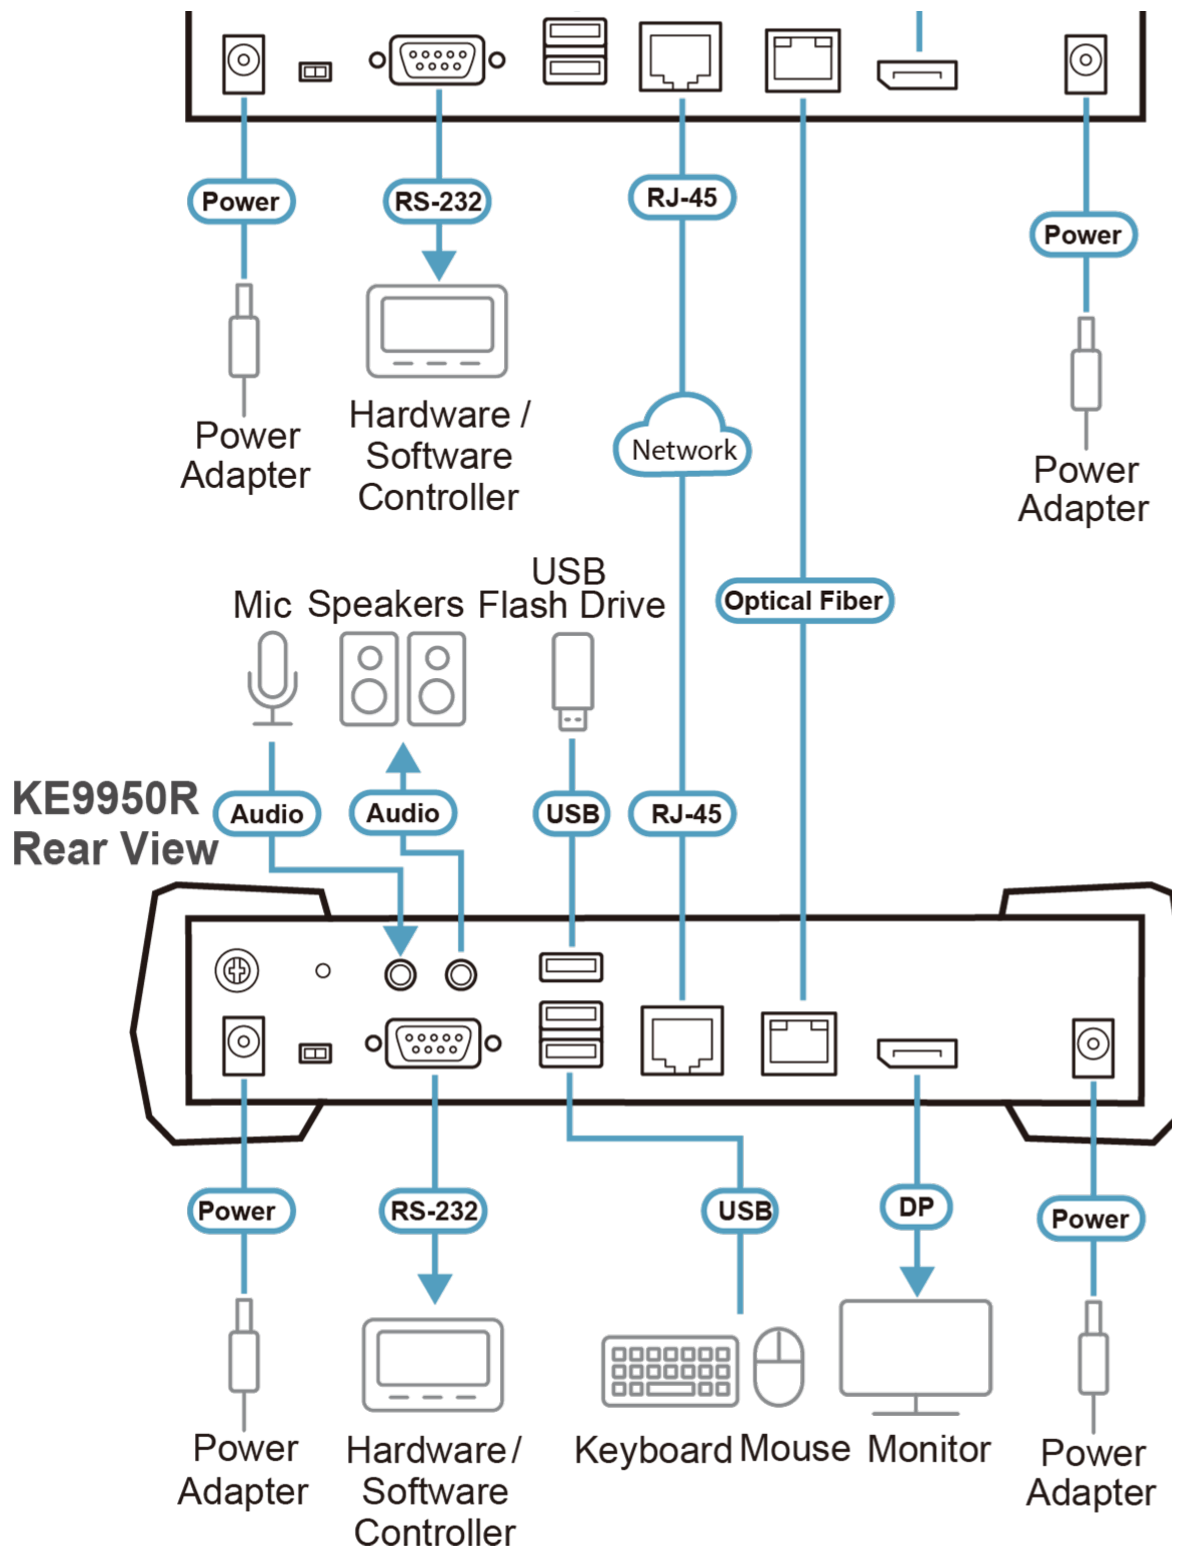 Power
RS-232
RJ-45
Power
Hardware /
Software
Controller
Power
Adapter
Network
Power
Adapter
USB
Flash Drive
Mic
Speakers
Optical Fiber
KE9950R
Rear View
Audio
Audio
USB
RJ-45
Power
RS-232
USB
DP
Power
Power
Adapter
Hardware /
Software
Controller
Keyboard
Mouse
Monitor
Power
Adapter